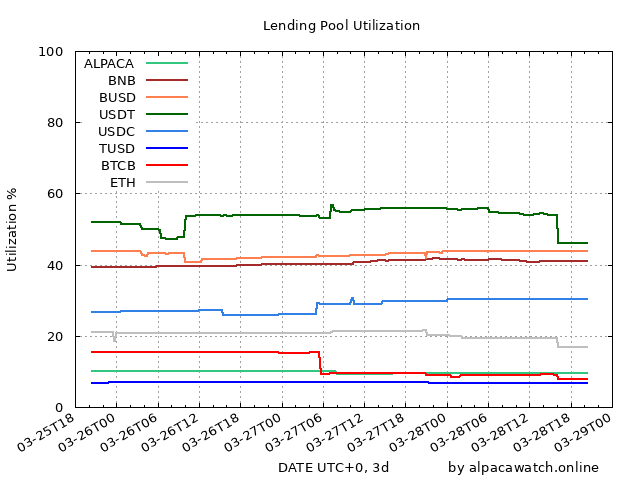 Lending Pool Utilization
100
80
60
40
20
0
Utilization %
ALPACA
BNB
BUSD
USDT
USDC
TUSD
BTCB
ETH
03-25T18
03-26T00
03-26T06
03-26T12
03-26T18
03-27T00
03-27T06
03-27T12
03-27T18
03-28T00
03-28T06
03-28T12
03-28T18
03-29T00
DATE UTC+0, 3d
by alpacawatch.online